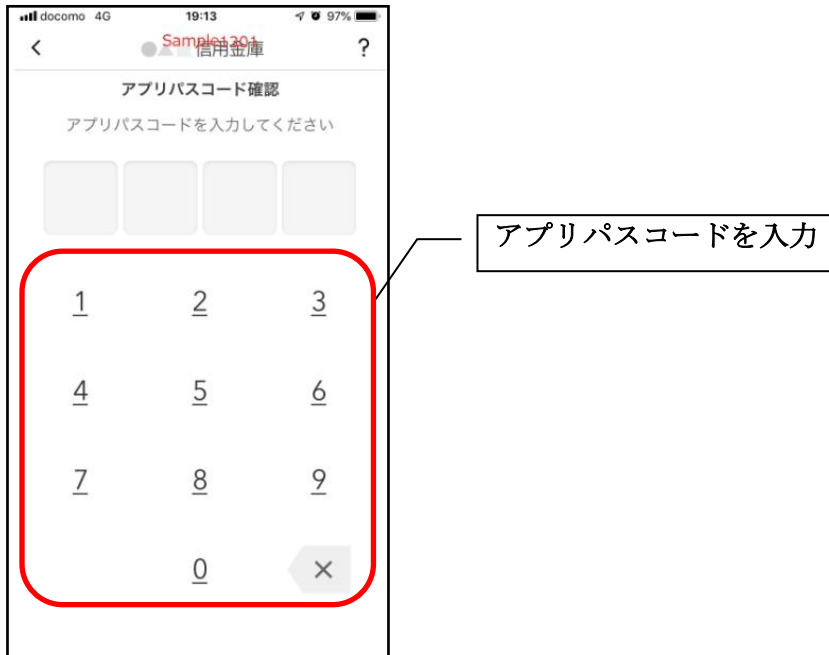 docomo 4G 19:13 97%
< Sample1301 信用金庫 ?
アプリパスコード確認
アプリパスコードを入力してください
アプリパスコードを入力
1 2 3
4 5 6
7 8 9
0 ×